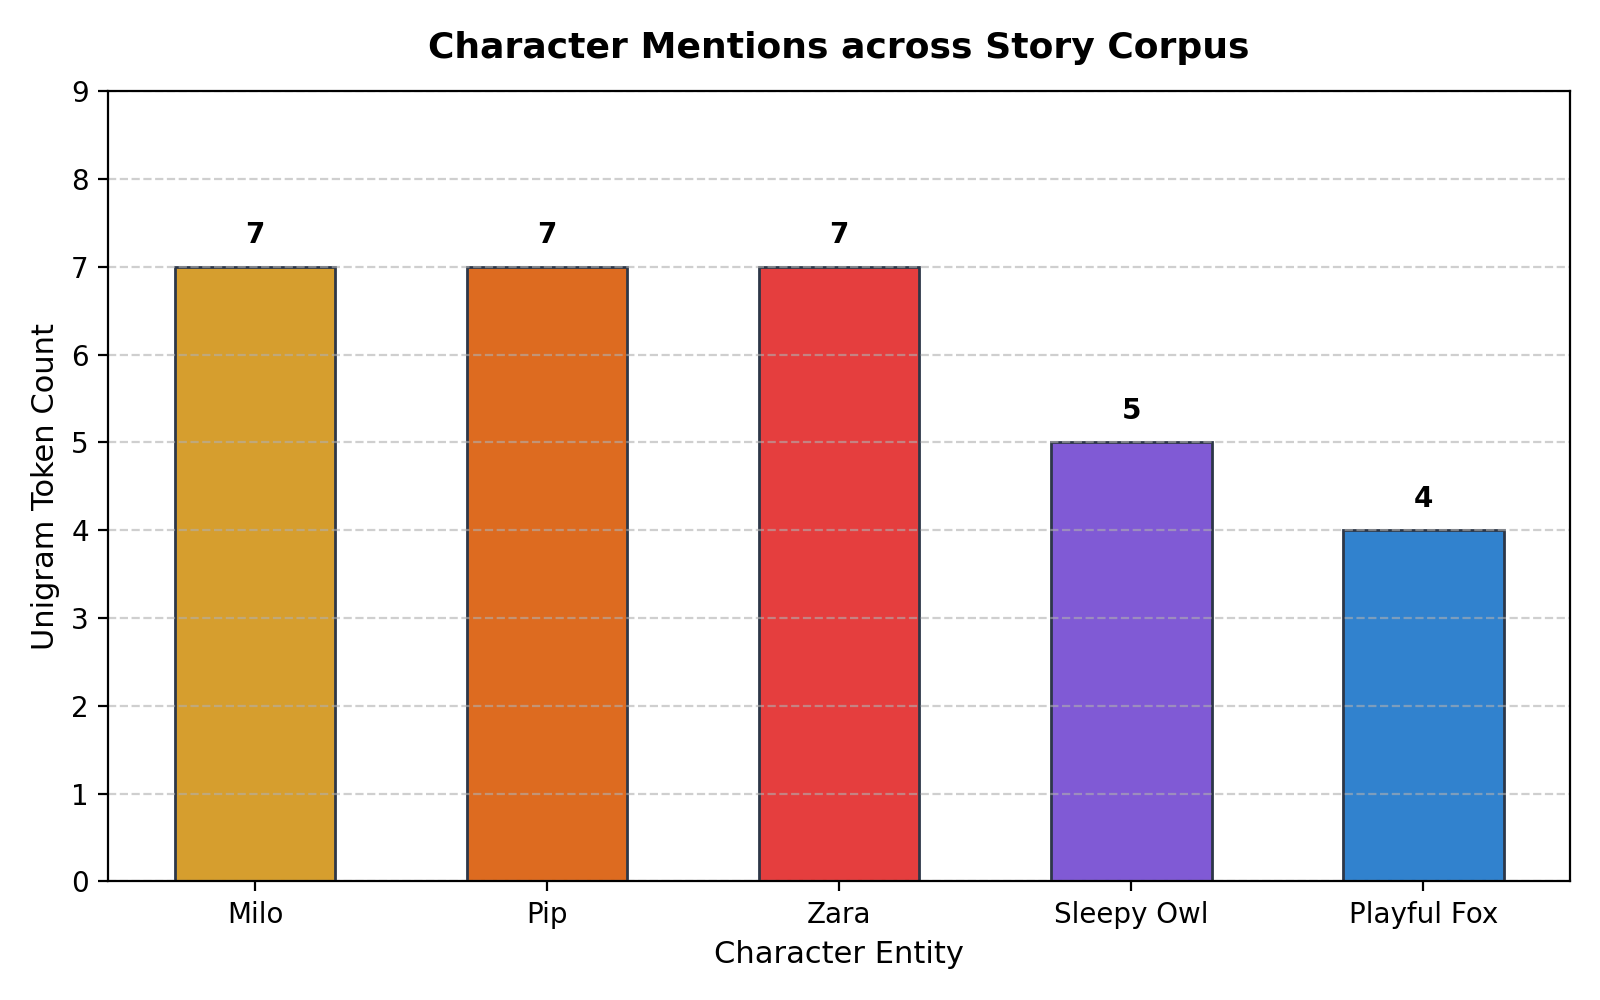 Character Mentions across Story Corpus
9
8
7
6
5
4
3
2
1
0
Unigram Token Count
7
7
7
5
4
Milo
Pip
Zara
Sleepy Owl
Playful Fox
Character Entity